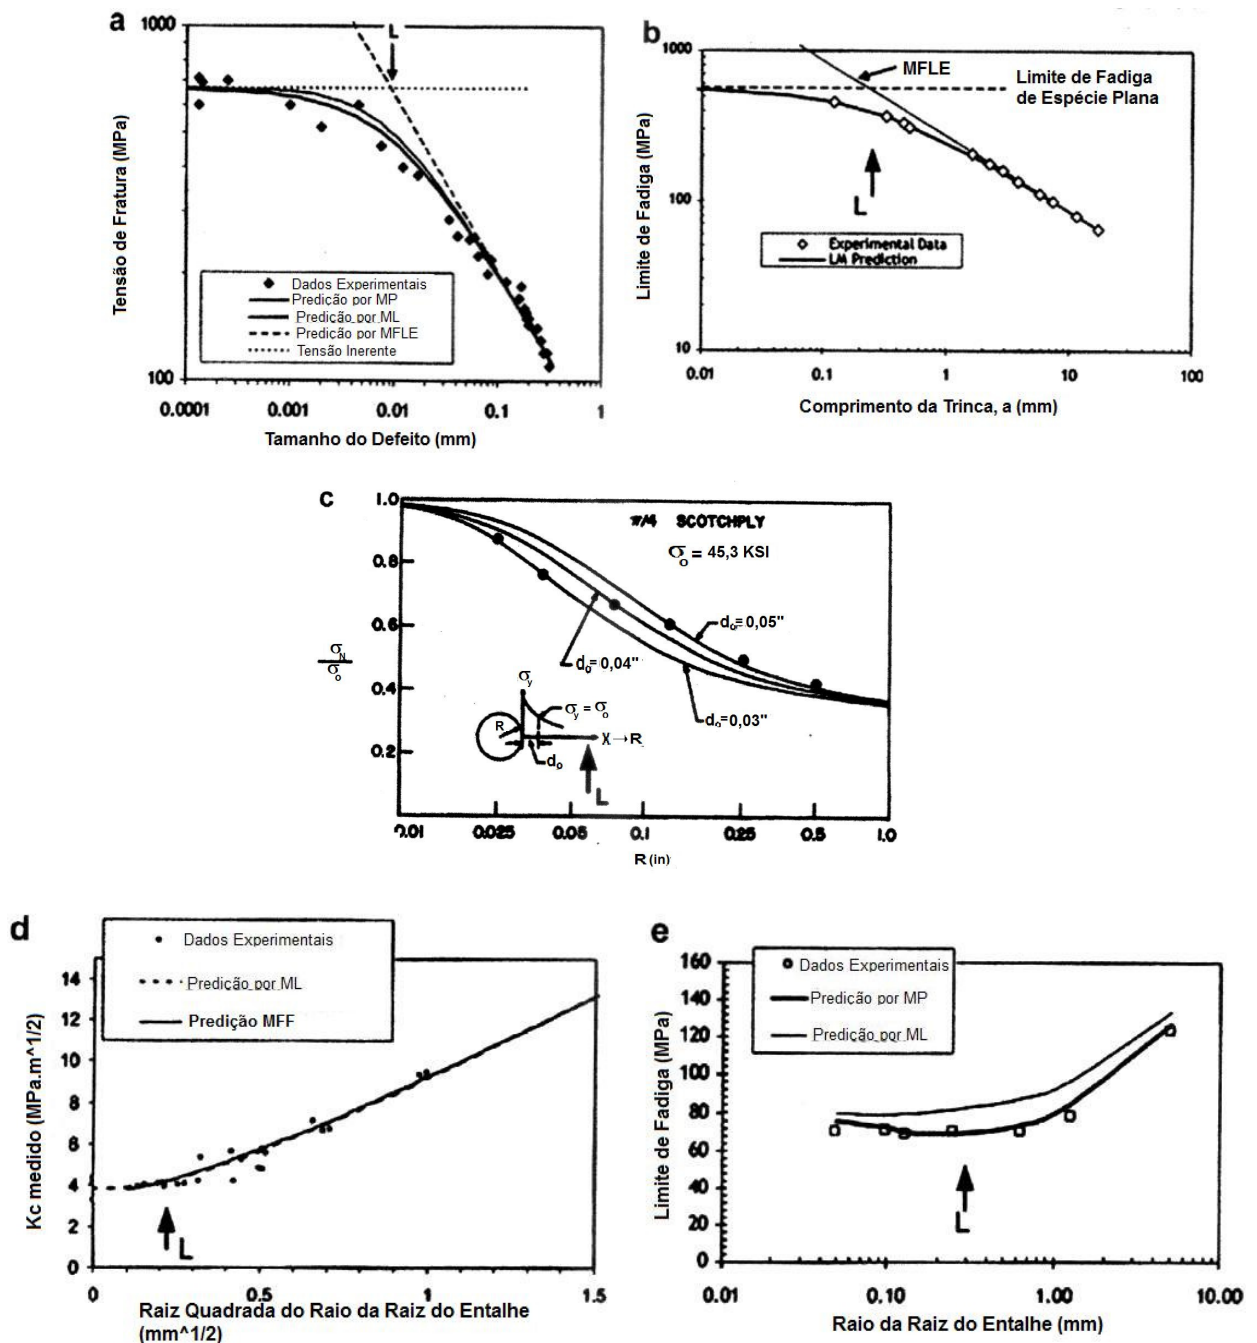 a
1000
100
0.0001
0.001
0.01
0.1
1
L
Tensão de Fratura (MPa)
Tamanho do Defeito (mm)
Dados Experimentais
Predição por MP
Predição por ML
Predição por MFLE
Tensão Inerente
b
1000
100
10
0.01
0.1
1
10
100
MFLE
Limite de Fadiga
de Espécie Plana
L
Experimental Data
LM Prediction
Limite de Fadiga (MPa)
Comprimento da Trinca, a (mm)
c
1.0
0.8
0.6
0.4
0.2
σN
σo
π/4 SCOTCHPLY
σo = 45,3 KSI
do=0,05"
do=0,04"
do=0,03"
σy
σy = σo
R
X→R
do
L
0.01
0.025
0.05
0.1
0.25
0.5
1.0
R (in)
d
Dados Experimentais
Predição por ML
Predição MFF
14
12
10
8
6
4
2
0
0
0.5
1
1.5
L
Kc medido (MPa.m^1/2)
Raiz Quadrada do Raio da Raiz do Entalhe
(mm^1/2)
e
Dados Experimentais
Predição por MP
Predição por ML
160
140
120
100
80
60
40
20
0
0.01
0.10
1.00
10.00
L
Limite de Fadiga (MPa)
Raio da Raiz do Entalhe (mm)